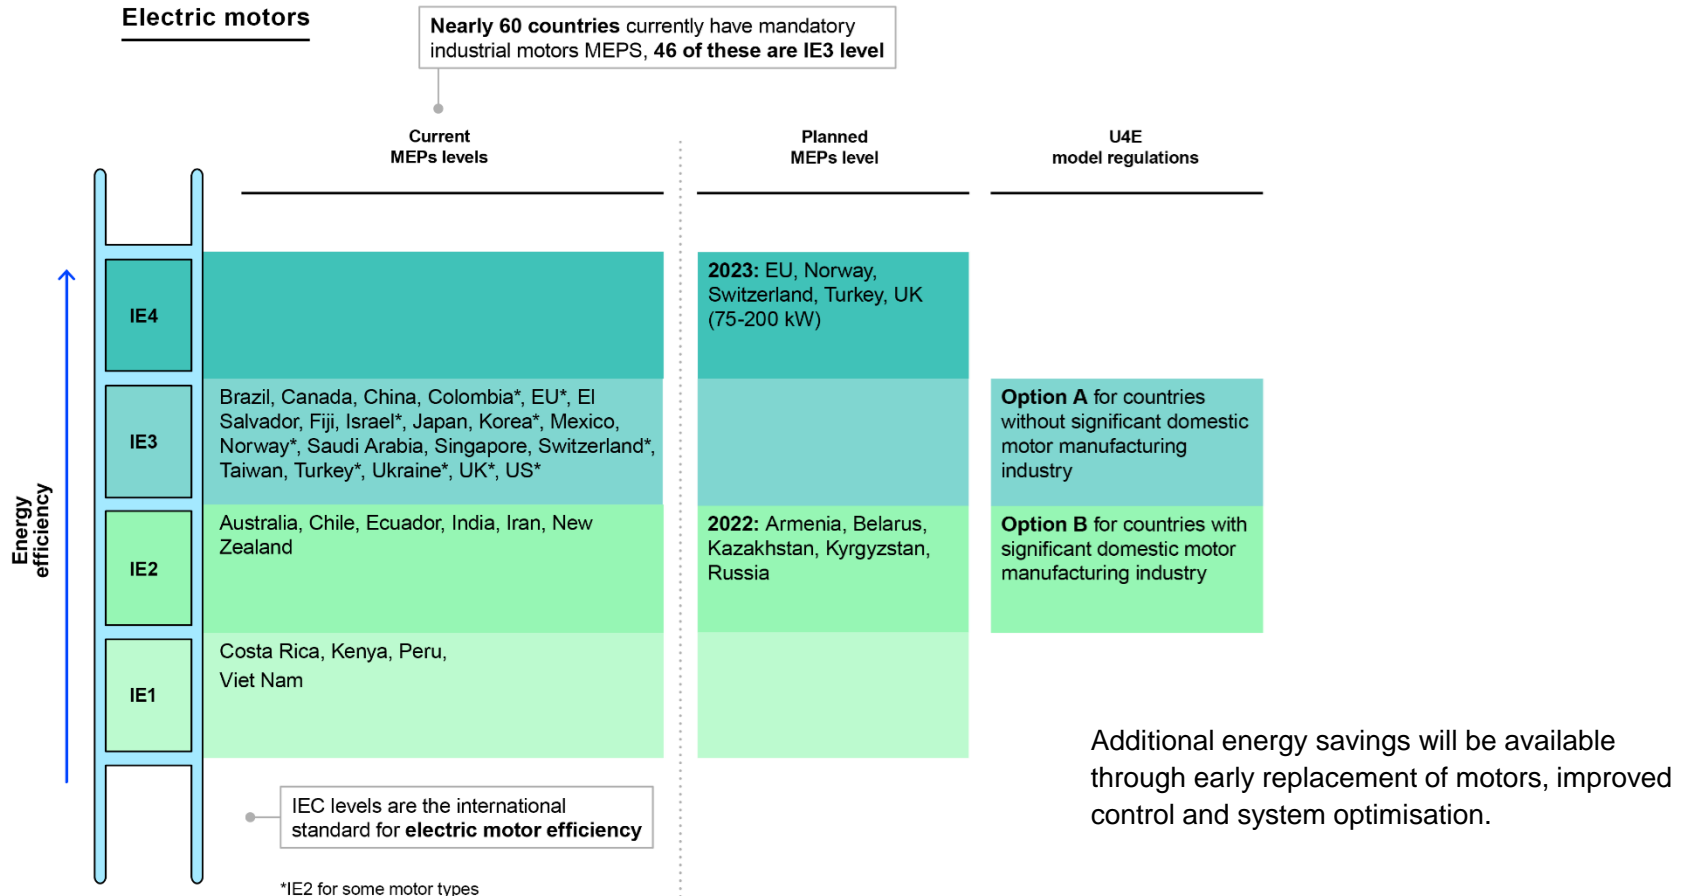 Electric motors
Nearly 60 countries currently have mandatory
industrial motors MEPS, 46 of these are IE3 level
Current
MEPs levels
Planned
MEPs level
U4E
model regulations
Energy
efficiency
IE4
2023: EU, Norway,
Switzerland, Turkey, UK
(75-200 kW)
IE3
Brazil, Canada, China, Colombia*, EU*, El
Salvador, Fiji, Israel*, Japan, Korea*, Mexico,
Norway*, Saudi Arabia, Singapore, Switzerland*,
Taiwan, Turkey*, Ukraine*, UK*, US*
Option A for countries
without significant domestic
motor manufacturing
industry
IE2
Australia, Chile, Ecuador, India, Iran, New
Zealand
2022: Armenia, Belarus,
Kazakhstan, Kyrgyzstan,
Russia
Option B for countries with
significant domestic motor
manufacturing industry
IE1
Costa Rica, Kenya, Peru,
Viet Nam
Additional energy savings will be available
through early replacement of motors, improved
control and system optimisation.
IEC levels are the international
standard for electric motor efficiency
*IE2 for some motor types